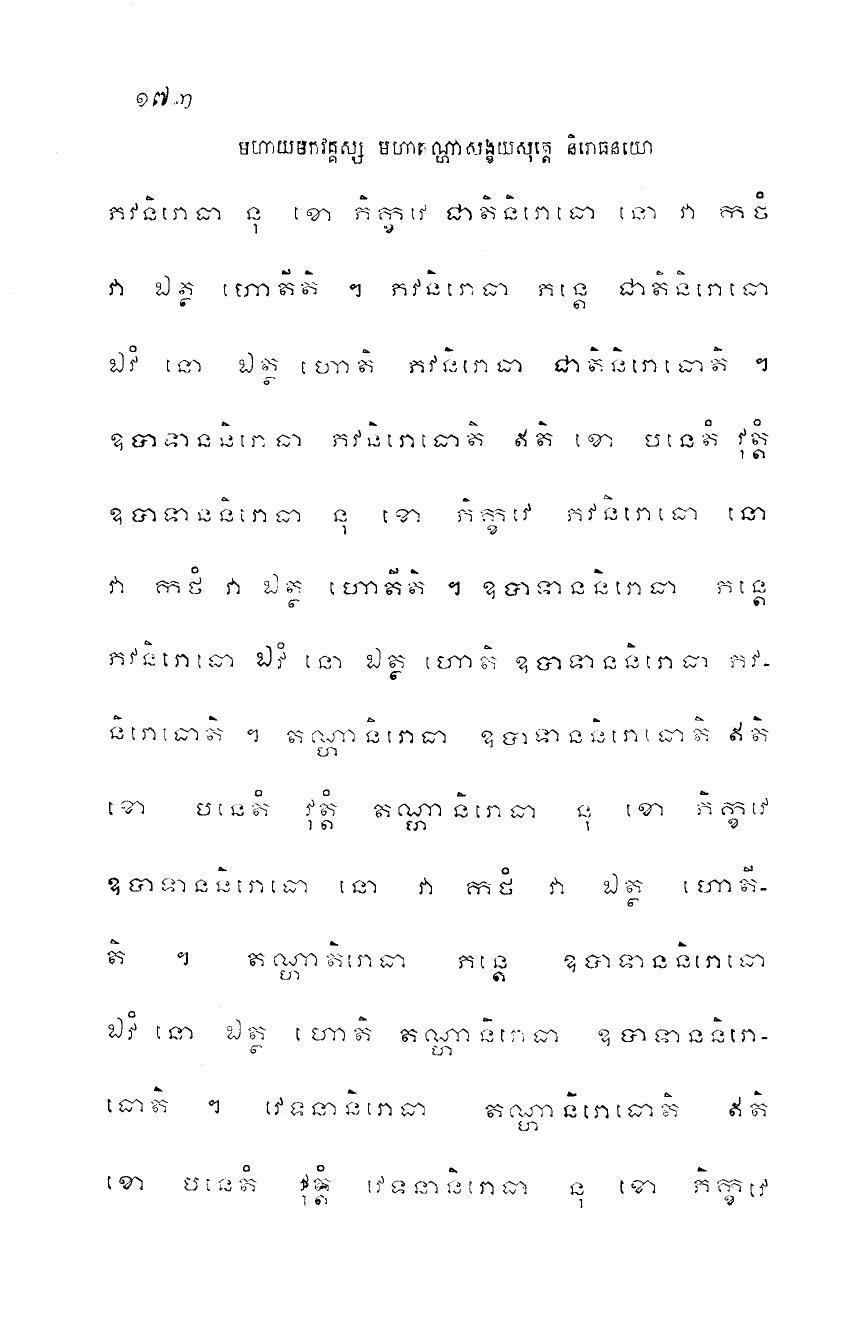 ១៧៣
មហាយមកវគ្គស្ស មហាតណ្ហាសង្ខយសុត្តេ និរោធនយោ
ភវនិរោធា នុ ខោ ភិក្ខវេ ជាតិនិរោធោ នោ វា កថំ
វា ឯត្ថ ហោតីតិ ។ ភវនិរោធា ភន្តេ ជាតិនិរោធោ
ឯវំ នោ ឯត្ថ ហោតិ ភវនិរោធា ជាតិនិរោធោតិ ។
ឧបាទាននិរោធា ភវនិរោធោតិ ឥតិ ខោ បនេតំ វុត្តំ
ឧបាទាននិរោធា នុ ខោ ភិក្ខវេ ភវនិរោធោ នោ
វា កថំ វា ឯត្ថ ហោតីតិ ។ ឧបាទាននិរោធា ភន្តេ
ភវនិរោធោ ឯវំ នោ ឯត្ថ ហោតិ ឧបាទាននិរោធា ភវ-
និរោធោតិ ។ តណ្ហានិរោធា ឧបាទាននិរោធោតិ ឥតិ
ខោ បនេតំ វុត្តំ តណ្ហានិរោធា នុ ខោ ភិក្ខវេ
ឧបាទាននិរោធោ នោ វា កថំ វា ឯត្ថ ហោតី-
តិ ។ តណ្ហានិរោធា ភន្តេ ឧបាទាននិរោធោ
ឯវំ នោ ឯត្ថ ហោតិ តណ្ហានិរោធា ឧបាទាននិរោ-
ធោតិ ។ វេទនានិរោធា តណ្ហានិរោធោតិ ឥតិ
ខោ បនេតំ វុត្តំ វេទនានិរោធា នុ ខោ ភិក្ខវេ